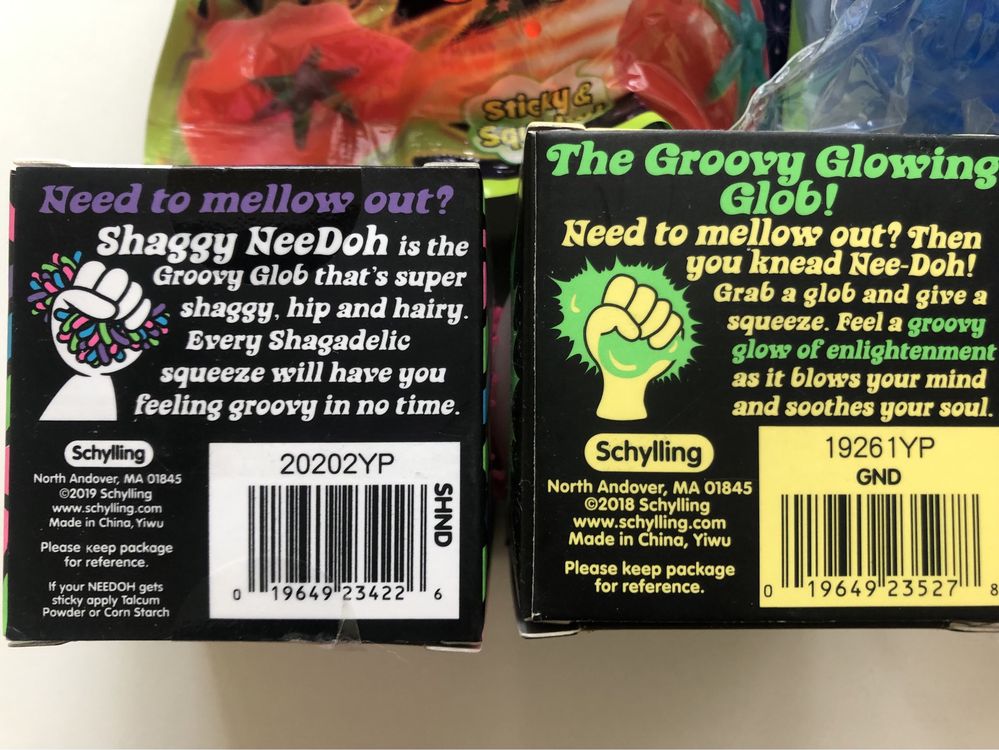 Sticky &
Need to mellow out?
Shaggy NeeDoh is the
Groovy Glob that's super
shaggy, hip and hairy.
Every Shagadelic
squeeze will have you
feeling groovy in no time.
Schylling
North Andover, MA 01845
©2019 Schylling
www.schylling.com
Made in China, Yiwu
Please keep package
for reference.
If your NEEDOH gets
sticky apply Talcum
Powder or Corn Starch
20202YP
SHND
0 19649 23422 6
The Groovy Glowing
Glob!
Need to mellow out? Then
you knead Nee-Doh!
Grab a glob and give a
squeeze. Feel a groovy
glow of enlightenment
as it blows your mind
and soothes your soul.
Schylling
North Andover, MA 01845
©2018 Schylling
www.schylling.com
Made in China, Yiwu
Please keep package
for reference.
19261YP
GND
0 19649 23527 8